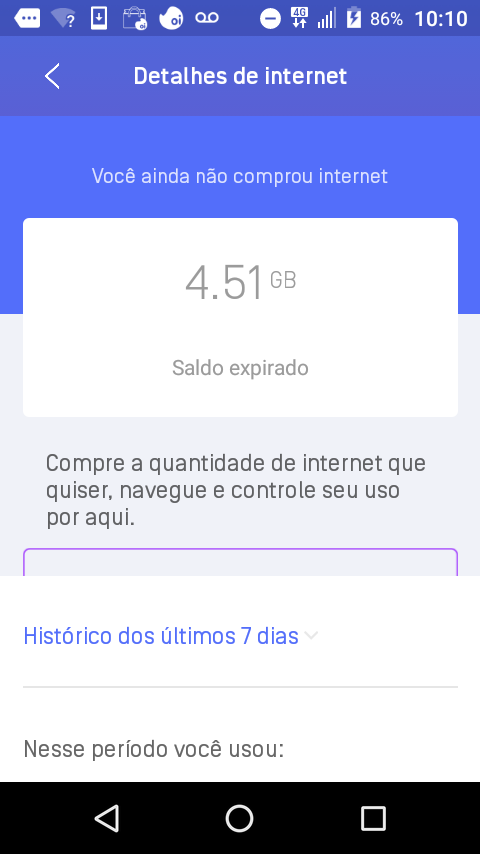 ?
oi
oi
4G
86%
10:10
Detalhes de internet
Você ainda não comprou internet
4.51 GB
Saldo expirado
Compre a quantidade de internet que
quiser, navegue e controle seu uso
por aqui.
Histórico dos últimos 7 dias
Nesse período você usou: